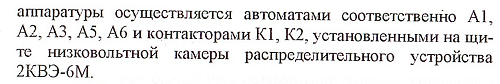 аппаратуры осуществляется автоматами соответственно А1,
А2, А3, А5, А6 и контакторами К1, К2, установленными на щи-
те низковольтной камеры распределительного устройства
2КВЭ-6М.